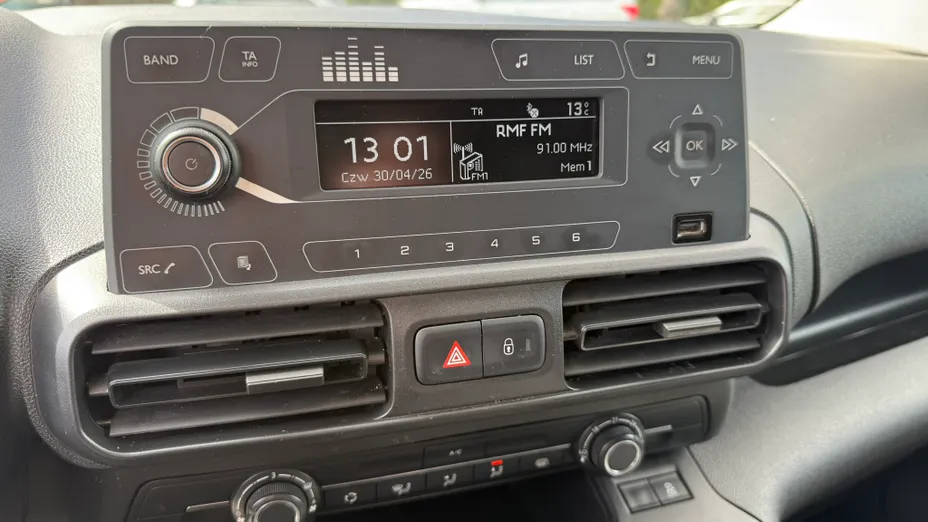 BAND
TA
INFO
LIST
MENU
TA
13°C
13 01
Czw 30/04/26
RMF FM
91.00 MHz
FM1
Mem 1
OK
SRC
1 2 3 4 5 6
A/C